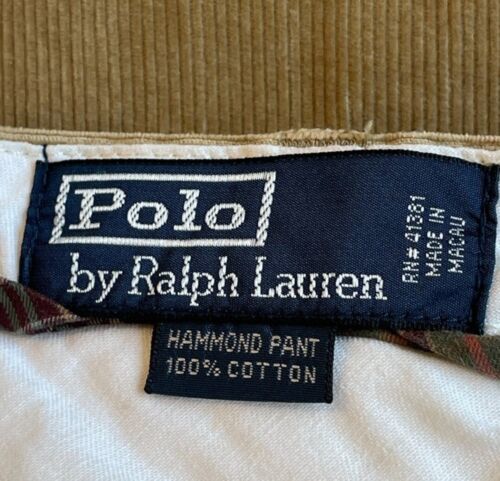 Polo
by Ralph Lauren
RN# 41381
MADE IN
MACAU
HAMMOND PANT
100% COTTON